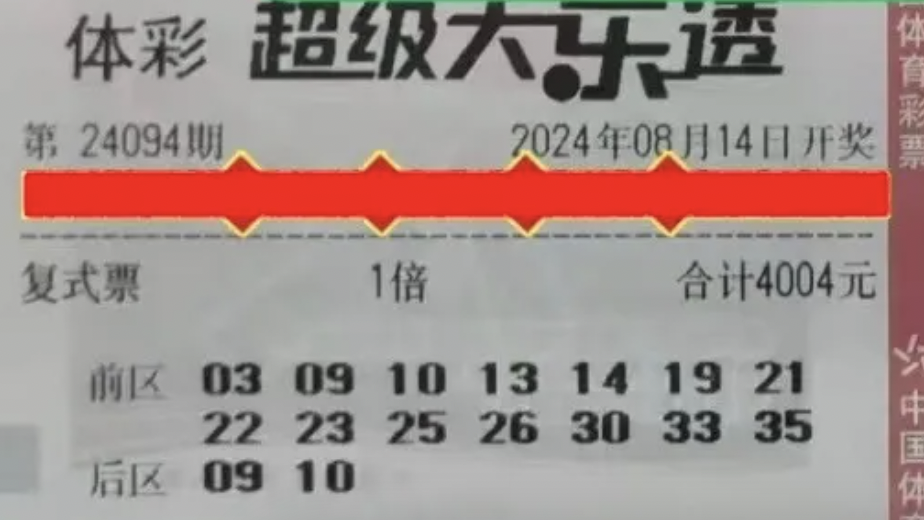 体彩 超级大乐透
第 24094期 2024年08月14日开奖
复式票 1倍 合计4004元
前区 03 09 10 13 14 19 21
22 23 25 26 30 33 35
后区 09 10
体育彩票
中国体